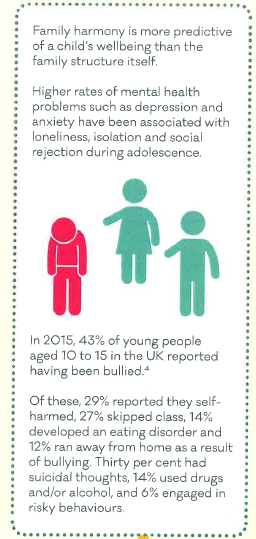 Family harmony is more predictive
of a child's wellbeing than the
family structure itself.
Higher rates of mental health
problems such as depression and
anxiety have been associated with
loneliness, isolation and social
rejection during adolescence.
In 2015, 43% of young people
aged 10 to 15 in the UK reported
having been bullied.⁴
Of these, 29% reported they self-
harmed, 27% skipped class, 14%
developed an eating disorder and
12% ran away from home as a result
of bullying. Thirty per cent had
suicidal thoughts, 14% used drugs
and/or alcohol, and 6% engaged in
risky behaviours.